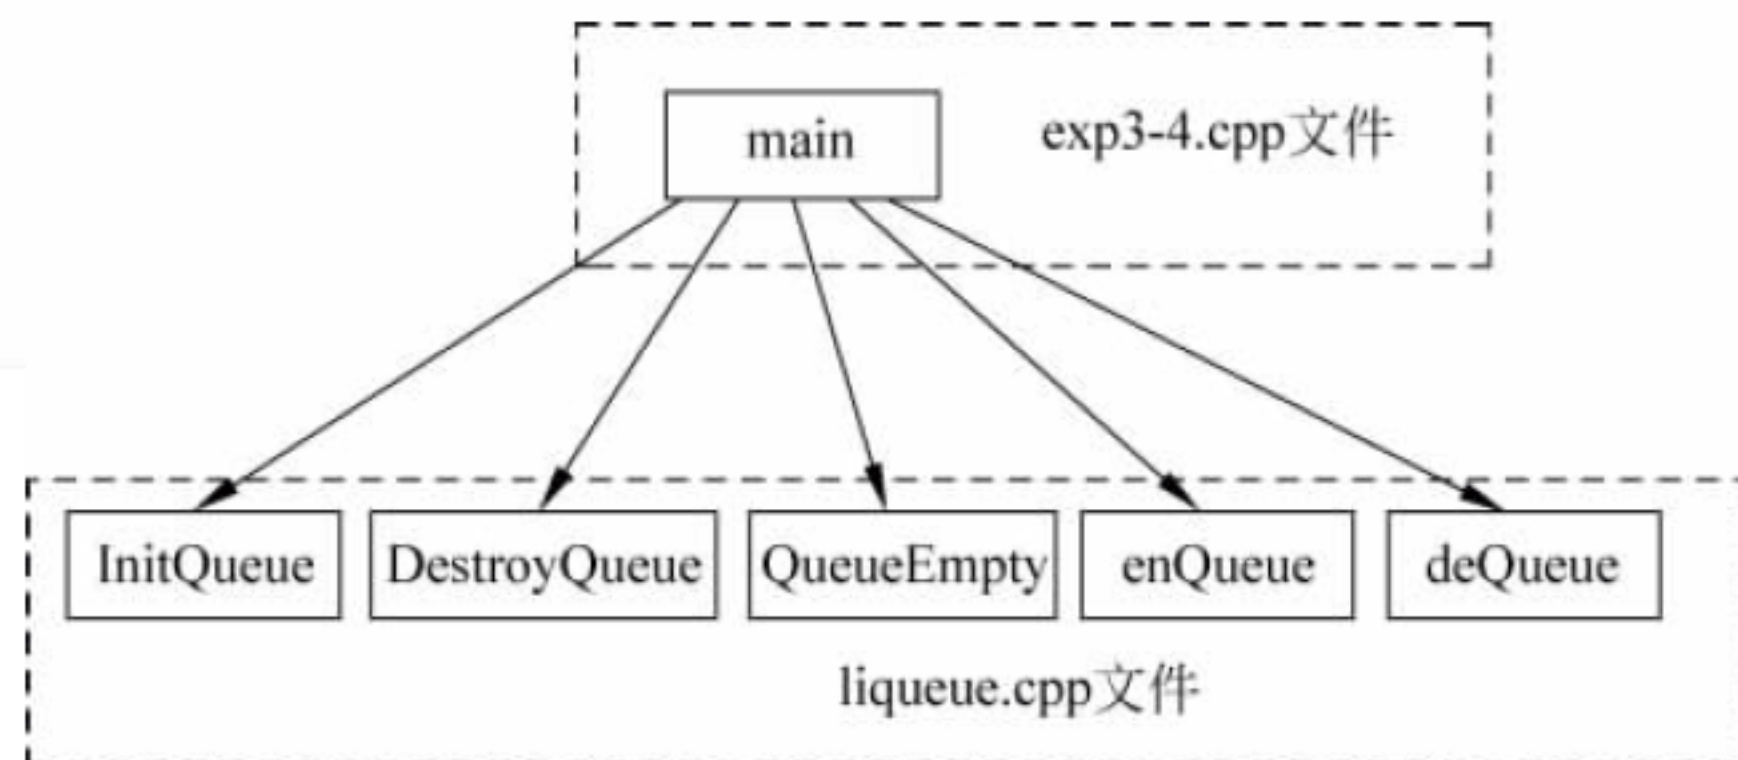 main
exp3-4.cpp文件
InitQueue
DestroyQueue
QueueEmpty
enQueue
deQueue
liqueue.cpp文件